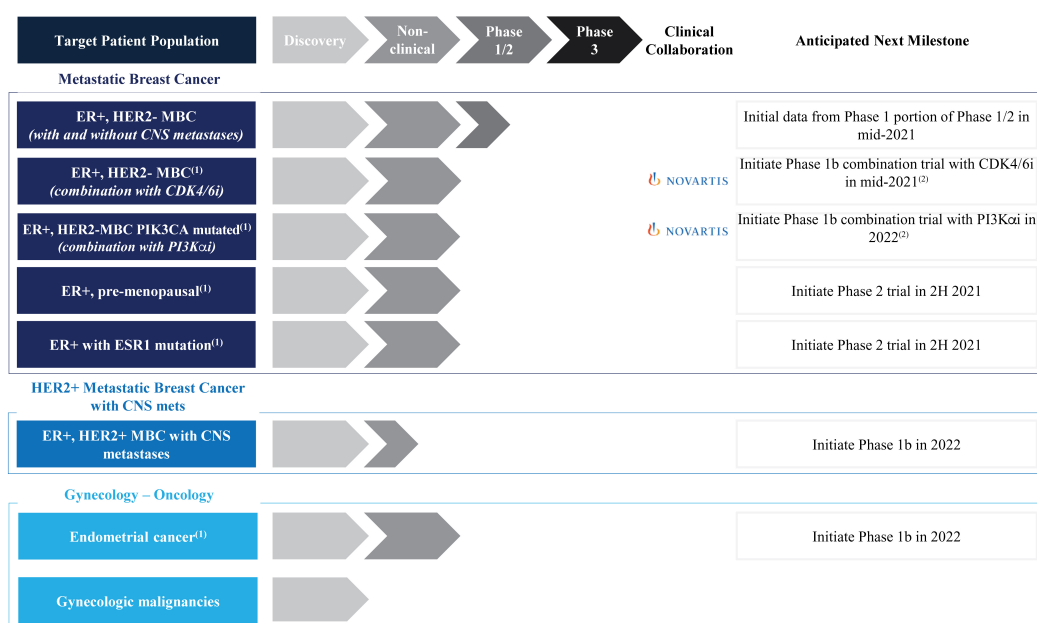 Target Patient Population
Discovery
Non-
clinical
Phase
1/2
Phase
3
Clinical
Collaboration
Anticipated Next Milestone
Metastatic Breast Cancer
ER+, HER2- MBC
(with and without CNS metastases)
Initial data from Phase 1 portion of Phase 1/2 in
mid-2021
ER+, HER2- MBC(1)
(combination with CDK4/6i)
NOVARTIS
Initiate Phase 1b combination trial with CDK4/6i
in mid-2021(2)
ER+, HER2-MBC PIK3CA mutated(1)
(combination with PI3Kαi)
NOVARTIS
Initiate Phase 1b combination trial with PI3Kαi in
2022(2)
ER+, pre-menopausal(1)
Initiate Phase 2 trial in 2H 2021
ER+ with ESR1 mutation(1)
Initiate Phase 2 trial in 2H 2021
HER2+ Metastatic Breast Cancer
with CNS mets
ER+, HER2+ MBC with CNS
metastases
Initiate Phase 1b in 2022
Gynecology – Oncology
Endometrial cancer(1)
Initiate Phase 1b in 2022
Gynecologic malignancies